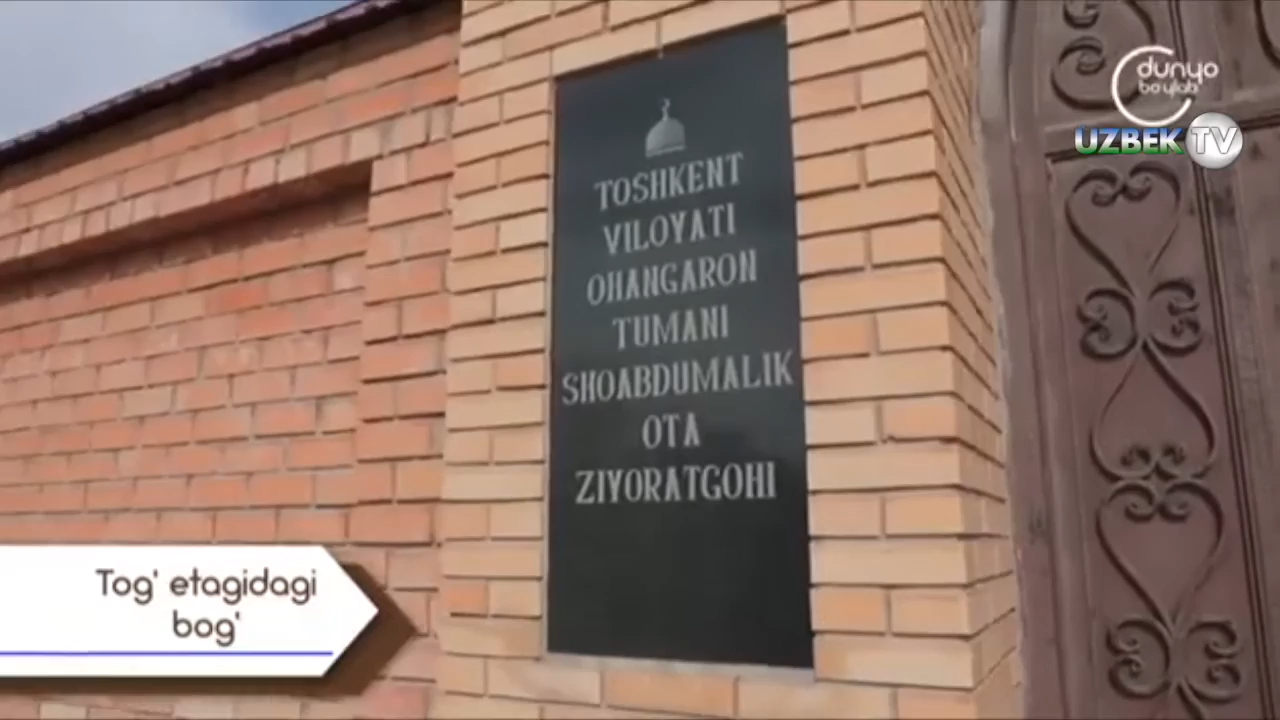 dunyo
bo'ylab
UZBEK TV
TOSHKENT
VILOYATI
OHANGARON
TUMANI
SHOABDUMALIK
OTA
ZIYORATGOHI
Tog' etagidagi
bog'